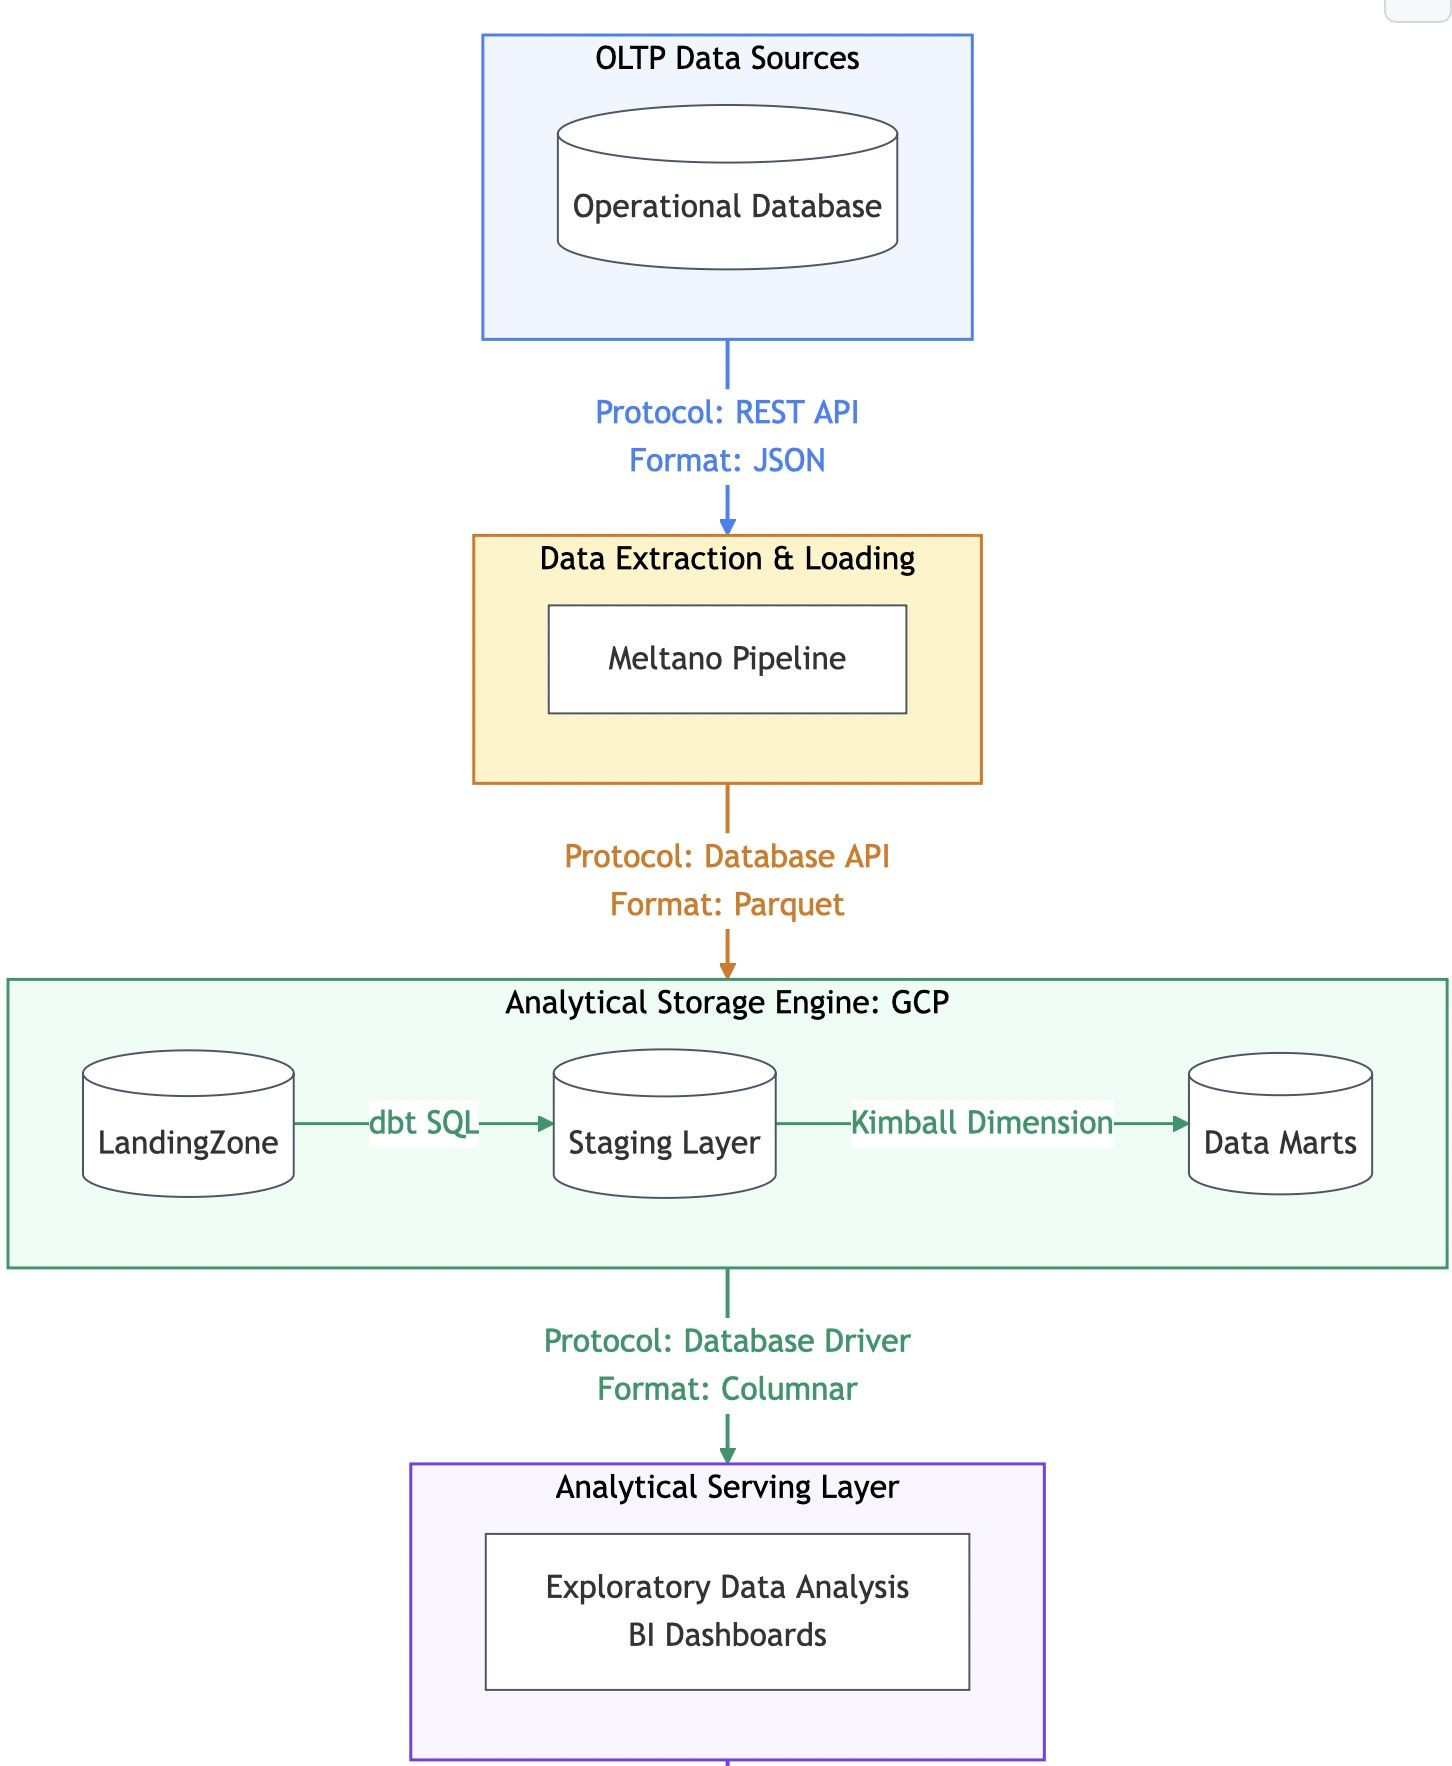 OLTP Data Sources
Operational Database
Protocol: REST API
Format: JSON
Data Extraction & Loading
Meltano Pipeline
Protocol: Database API
Format: Parquet
Analytical Storage Engine: GCP
LandingZone
dbt SQL
Staging Layer
Kimball Dimension
Data Marts
Protocol: Database Driver
Format: Columnar
Analytical Serving Layer
Exploratory Data Analysis
BI Dashboards